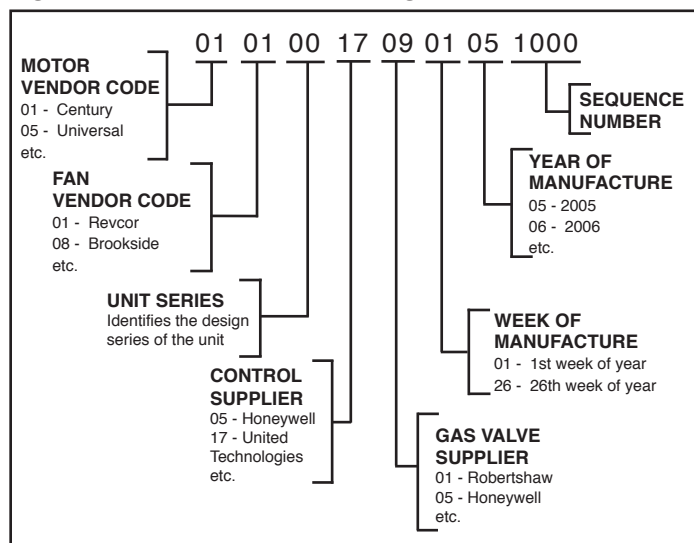 01 01 00 17 09 01 05 1000
MOTOR
VENDOR CODE
01 - Century
05 - Universal
etc.
FAN
VENDOR CODE
01 - Revcor
08 - Brookside
etc.
UNIT SERIES
Identifies the design
series of the unit
CONTROL
SUPPLIER
05 - Honeywell
17 - United
Technologies
etc.
SEQUENCE
NUMBER
YEAR OF
MANUFACTURE
05 - 2005
06 - 2006
etc.
WEEK OF
MANUFACTURE
01 - 1st week of year
26 - 26th week of year
GAS VALVE
SUPPLIER
01 - Robertshaw
05 - Honeywell
etc.